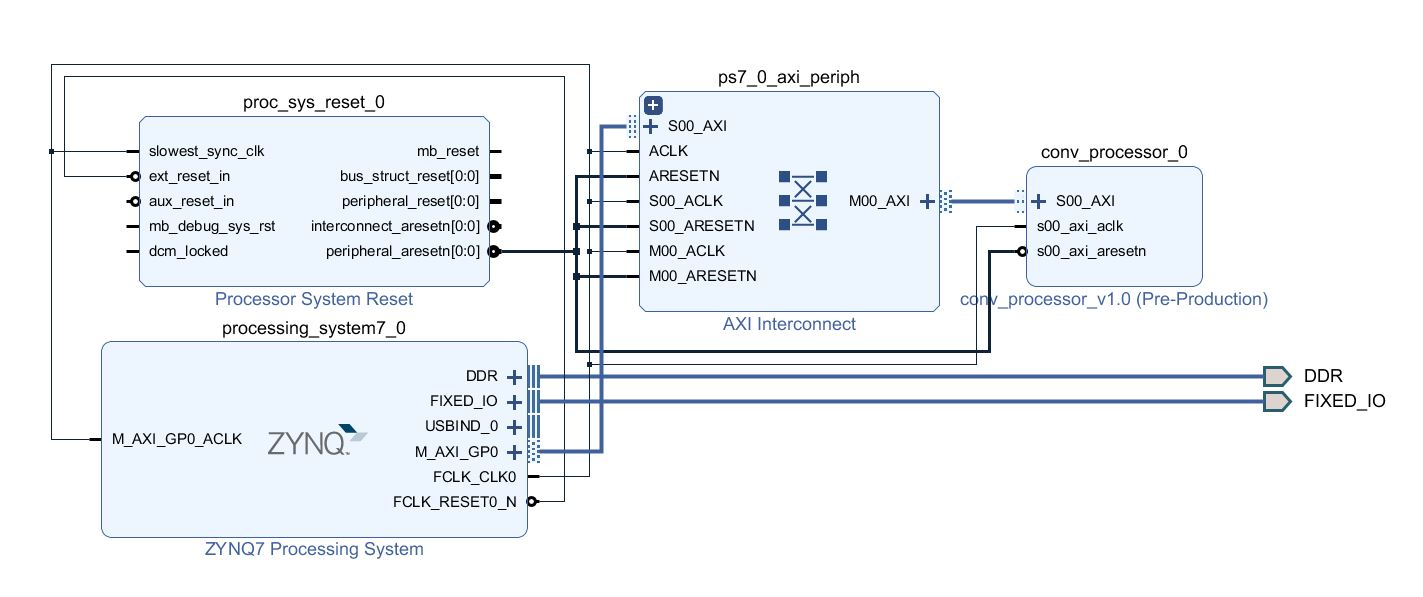 proc_sys_reset_0
slowest_sync_clk
ext_reset_in
aux_reset_in
mb_debug_sys_rst
dcm_locked
mb_reset
bus_struct_reset[0:0]
peripheral_reset[0:0]
interconnect_aresetn[0:0]
peripheral_aresetn[0:0]
Processor System Reset
ps7_0_axi_periph
S00_AXI
ACLK
ARESETN
S00_ACLK
S00_ARESETN
M00_ACLK
M00_ARESETN
M00_AXI
AXI Interconnect
conv_processor_0
S00_AXI
s00_axi_aclk
s00_axi_aresetn
conv_processor_v1.0 (Pre-Production)
processing_system7_0
M_AXI_GP0_ACLK
ZYNQ
DDR
FIXED_IO
USBIND_0
M_AXI_GP0
FCLK_CLK0
FCLK_RESET0_N
ZYNQ7 Processing System
DDR
FIXED_IO